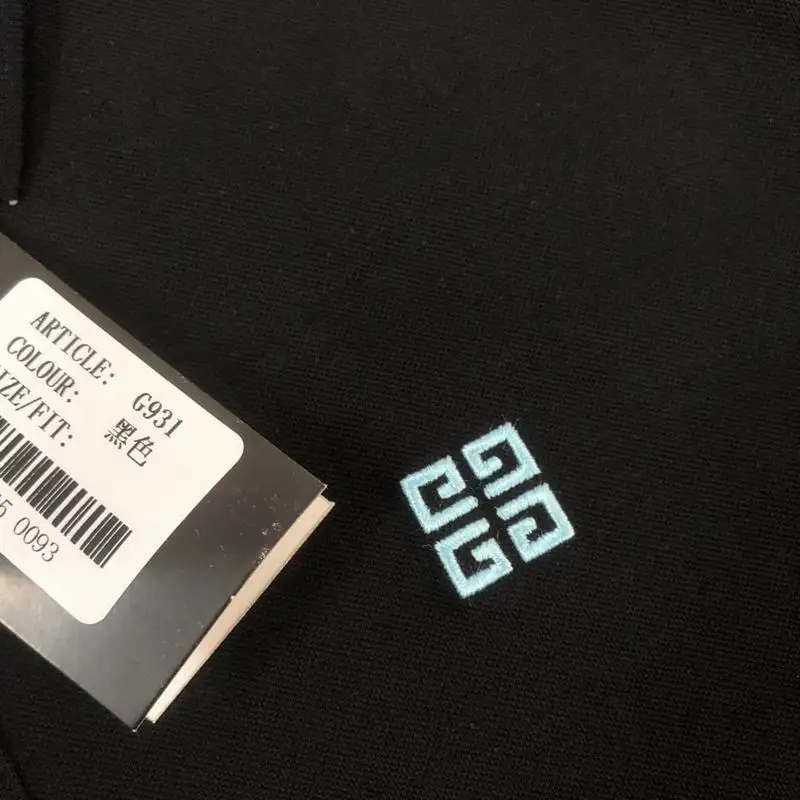 ARTICLE: G931
COLOUR: 黑色
IZE/FIT:
5 0093